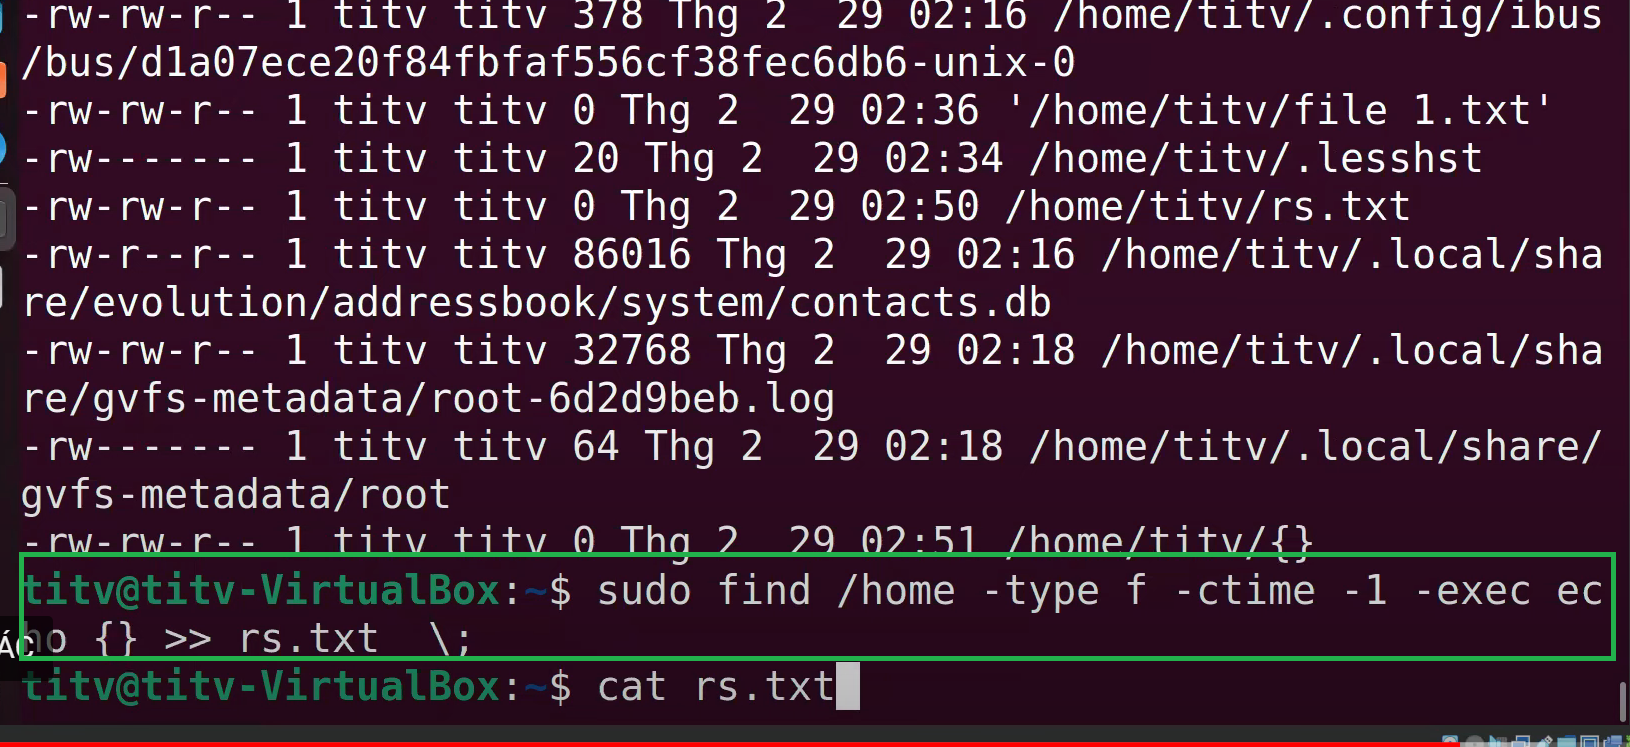 -rw-rw-r-- 1 titv titv 378 Thg 2  29 02:16 /home/titv/.config/ibus
/bus/d1a07ece20f84fbfaf556cf38fec6db6-unix-0
-rw-rw-r-- 1 titv titv 0 Thg 2  29 02:36 '/home/titv/file 1.txt'
-rw------- 1 titv titv 20 Thg 2  29 02:34 /home/titv/.lesshst
-rw-rw-r-- 1 titv titv 0 Thg 2  29 02:50 /home/titv/rs.txt
-rw-r--r-- 1 titv titv 86016 Thg 2  29 02:16 /home/titv/.local/sha
re/evolution/addressbook/system/contacts.db
-rw-rw-r-- 1 titv titv 32768 Thg 2  29 02:18 /home/titv/.local/sha
re/gvfs-metadata/root-6d2d9beb.log
-rw------- 1 titv titv 64 Thg 2  29 02:18 /home/titv/.local/share/
gvfs-metadata/root
-rw-rw-r-- 1 titv titv 0 Thg 2  29 02:51 /home/titv/{}
titv@titv-VirtualBox:~$ sudo find /home -type f -ctime -1 -exec ec
ho {} >> rs.txt  \;
titv@titv-VirtualBox:~$ cat rs.txt